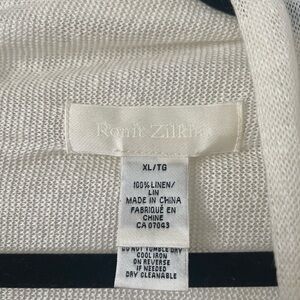 Ronit Zilkha
XL/TG
100% LINEN/
LIN
MADE IN CHINA
FABRIQUÉ EN
CHINE
CA 07043
DO NOT TUMBLE DRY
COOL IRON
ON REVERSE
IF NEEDED
DRY CLEANABLE